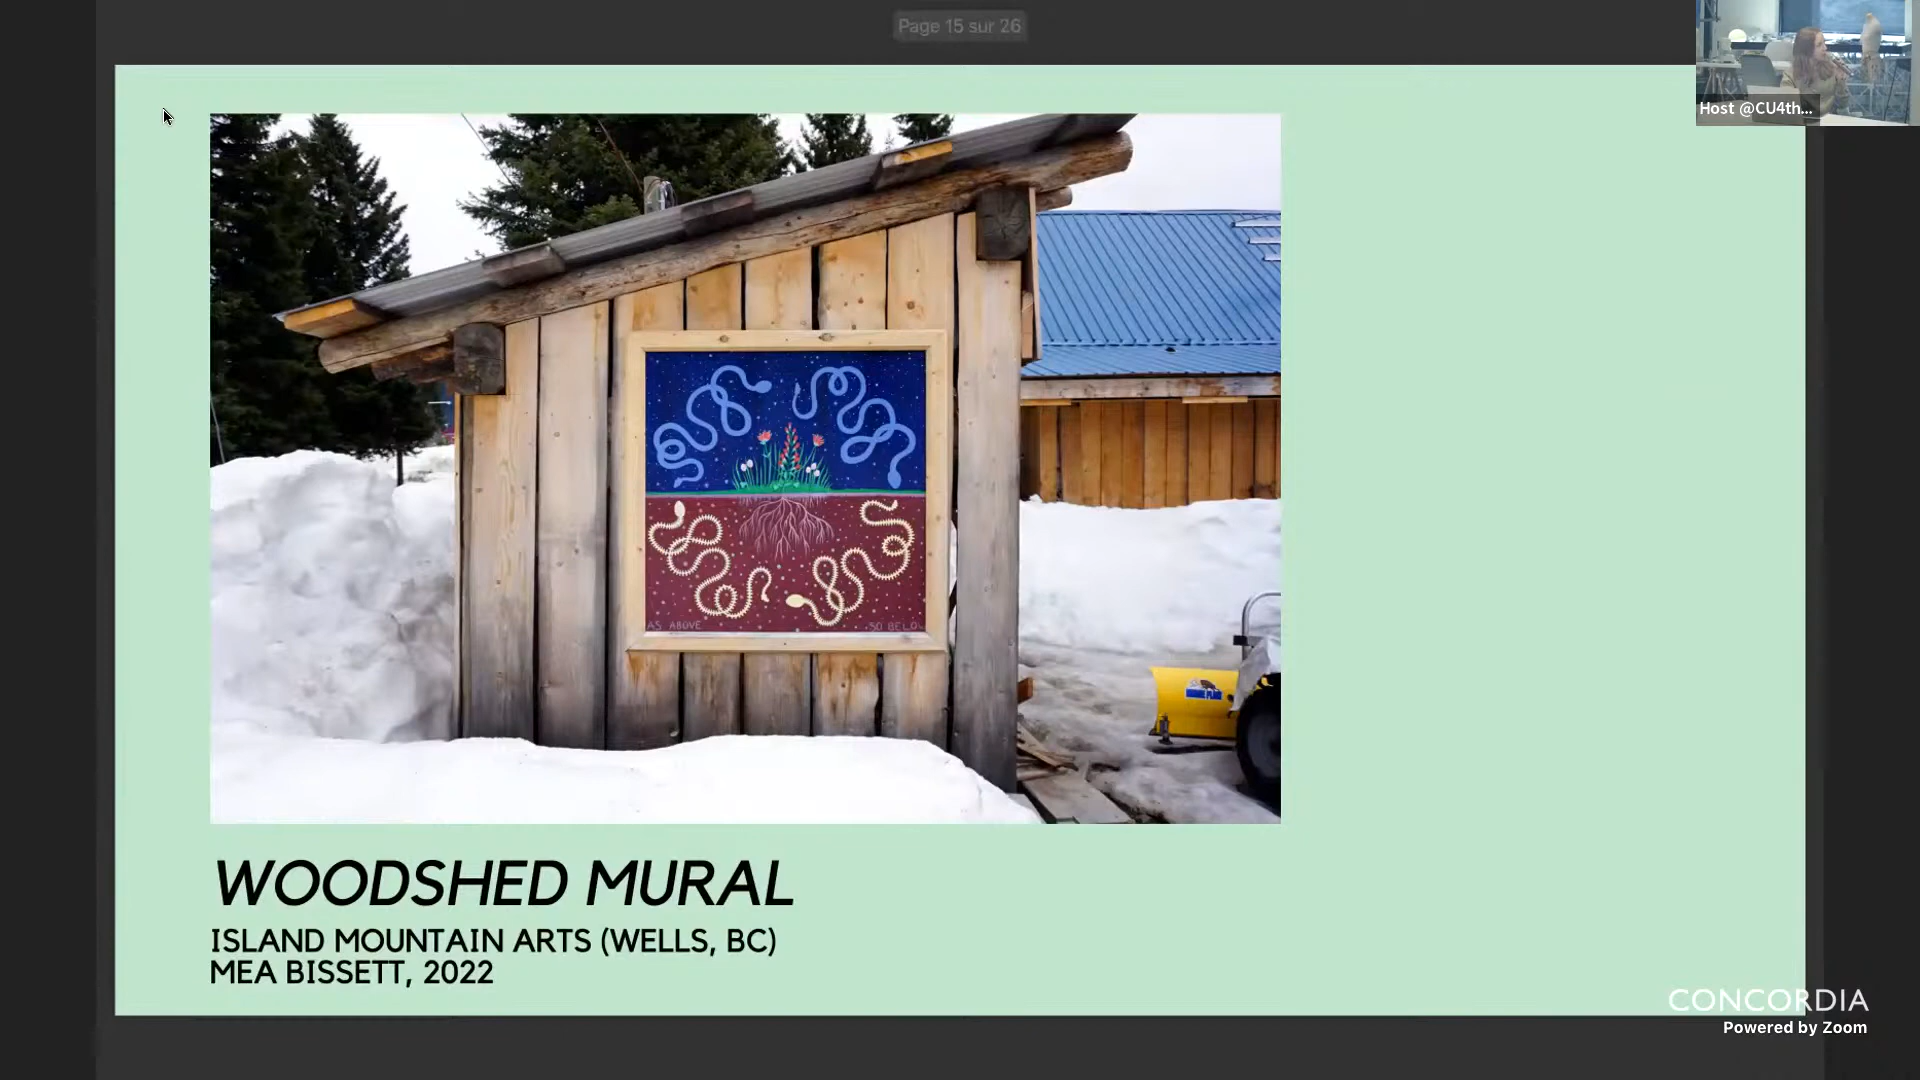 Page 15 sur 26
Host @CU4th...
AS ABOVE
SO BELOW
WOODSHED MURAL
ISLAND MOUNTAIN ARTS (WELLS, BC)
MEA BISSETT, 2022
CONCORDIA
Powered by Zoom